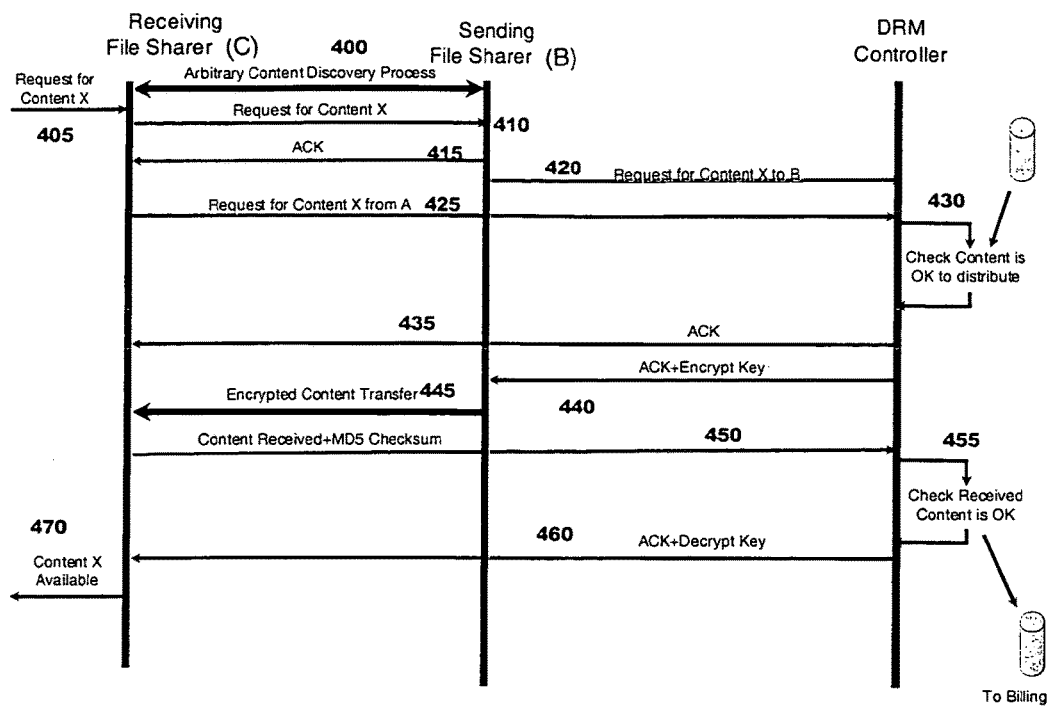 Receiving
File Sharer (C)
400
Sending
File Sharer (B)
DRM
Controller
Arbitrary Content Discovery Process
Request for
Content X
405
Request for Content X
410
ACK
415
420
Request for Content X to B
Request for Content X from A
425
430
Check Content is
OK to distribute
435
ACK
ACK+Encrypt Key
Encrypted Content Transfer
445
440
Content Received+MD5 Checksum
450
455
Check Received
Content is OK
470
460
ACK+Decrypt Key
Content X
Available
To Billing